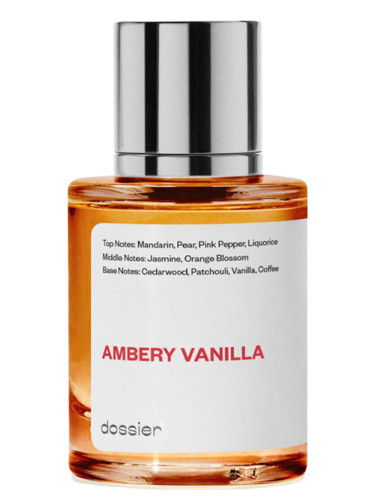 Top Notes: Mandarin, Pear, Pink Pepper, Liquorice
Middle Notes: Jasmine, Orange Blossom
Base Notes: Cedarwood, Patchouli, Vanilla, Coffee
AMBERY VANILLA
dossier